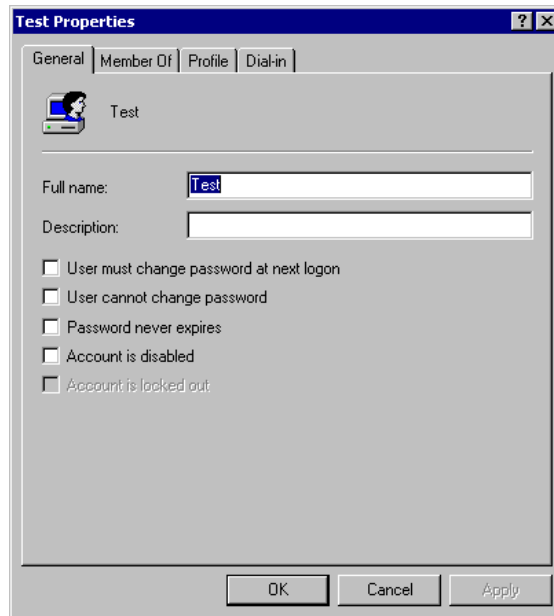 Test Properties
General Member Of Profile Dial-in
Test
Full name: Test
Description:
User must change password at next logon
User cannot change password
Password never expires
Account is disabled
Account is locked out
OK Cancel Apply